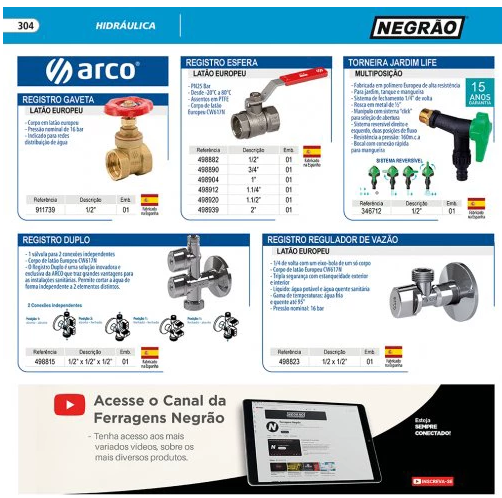 304
HIDRÁULICA
NEGRÃO
arco
REGISTRO GAVETA
LATÃO EUROPEU
- Corpo em latão europeu
- Pressão nominal de 16 bar
- Indicado para redes
distribuição de água
Referência Descrição Emb.
911739 1/2" 01
Fabricado
na Espanha
REGISTRO ESFERA
LATÃO EUROPEU
- PN25 Bar
- Desde -20°C a 80°C
- Assentos em PTFE
- Corpo de latão
Europeu CW617N
Referência Descrição Emb.
498882 1/2" 01
498890 3/4" 01
498904 1" 01
498912 1.1/4" 01
498920 1.1/2" 01
498939 2" 01
Fabricado
na Espanha
TORNEIRA JARDIM LIFE
MULTIPOSIÇÃO
- Fabricada em polímero Europeu de alta resistência
- Para jardim, tanque e mangueira
- Sistema de fechamento 1/4" de volta
- Rosca em metal de ½"
- Manípulo com sistema "click"
para seleção de abertura
- Sistema reversível direito e
esquerdo, duas posições de fluxo
- Resistência a pressão: 160m.c.a
- Bocal com conexão rápida
para mangueira
15
ANOS
GARANTIA
SISTEMA REVERSÍVEL
Referência Descrição Emb.
346712 1/2" 01
Fabricado
na Espanha
REGISTRO DUPLO
- 1 válvula para 2 conexões independentes
- Corpo de latão Europeu CW617N
- O Registro Duplo é uma solução inovadora e
exclusiva da ARCO que traz grandes vantagens para
as instalações sanitárias. Permite cortar a água de
forma independente a 2 elementos distintos.
2 Conexões Independentes
Referência Descrição Emb.
498815 1/2" x 1/2" x 1/2" 01
Fabricado
na Espanha
REGISTRO REGULADOR DE VAZÃO
LATÃO EUROPEU
- 1/4 de volta com um eixo-bola de um só corpo
- Corpo de latão Europeu CW617N
- Tripla segurança com estanqueidade exterior
e interior
- Líquido: água potável e água quente sanitária
- Gama de temperaturas: água fria
e quente até 95°
- Pressão nominal: 16 bar
Referência Descrição Emb.
498823 1/2" x 1/2" 01
Fabricado
na Espanha
Acesse o Canal da
Ferragens Negrão
- Tenha acesso aos mais
variados vídeos, sobre os
mais diversos produtos.
NEGRÃO
Ferragens Negrão
Esteja
SEMPRE
CONECTADO!
INSCREVA-SE